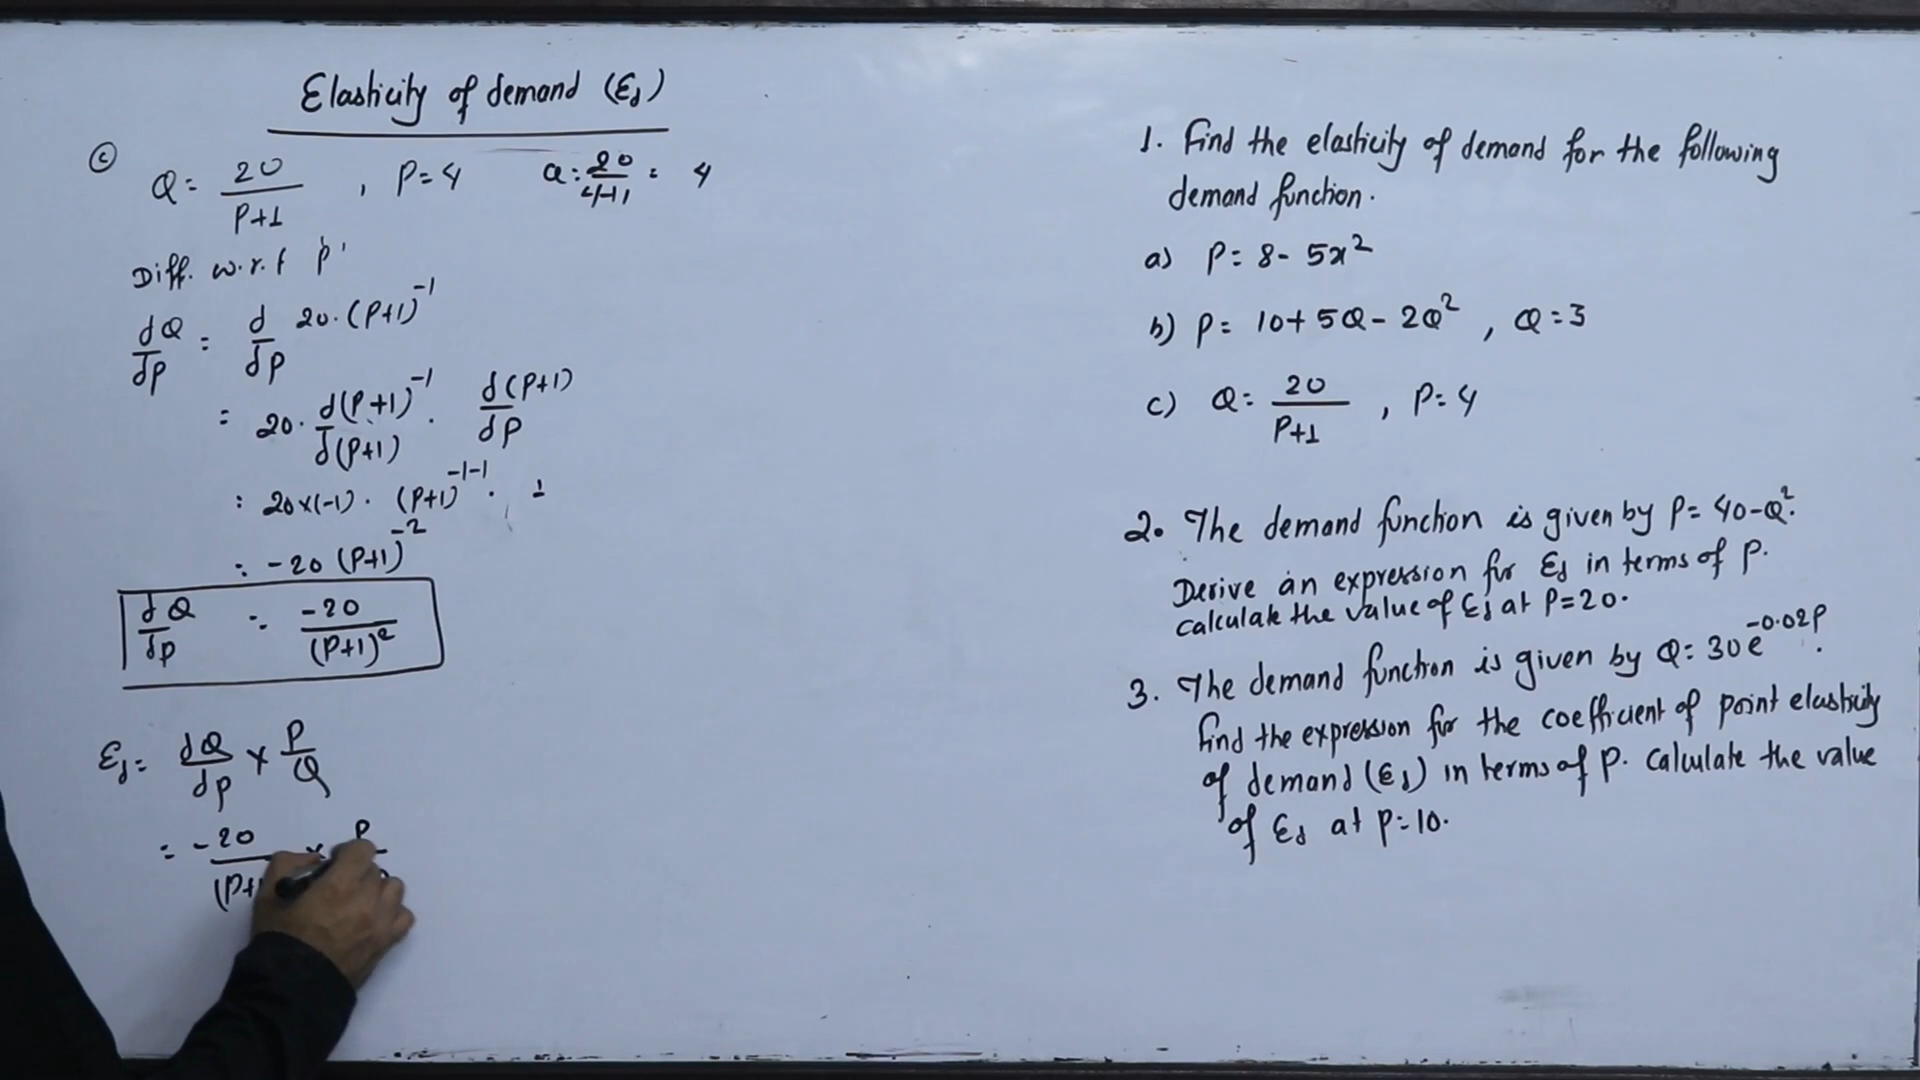 Elasticity of demand (Ed)
(c) Q = 20/(P+1) , P = 4    Q = 20/(4+1) = 4
Diff. w.r.t 'p'
dQ/dp = d/dp 20·(P+1)^-1
= 20· d(P+1)^-1/d(P+1) · d(P+1)/dp
= 20×(-1)· (P+1)^-1-1 · 1
= -20 (P+1)^-2
dQ/dp = -20/(P+1)^2
Ed = dQ/dp × P/Q
= -20/(P+1 × P
1. Find the elasticity of demand for the following
demand function.
a) P = 8 - 5x²
b) P = 10 + 5Q - 2Q² , Q = 3
c) Q = 20/(P+1) , P = 4
2. The demand function is given by P = 40 - Q².
Derive an expression for Ed in terms of P.
Calculate the value of Ed at P = 20.
3. The demand function is given by Q = 30e^-0.02P.
Find the expression for the coefficient of point elasticity
of demand (Ed) in terms of P. Calculate the value
of Ed at P = 10.